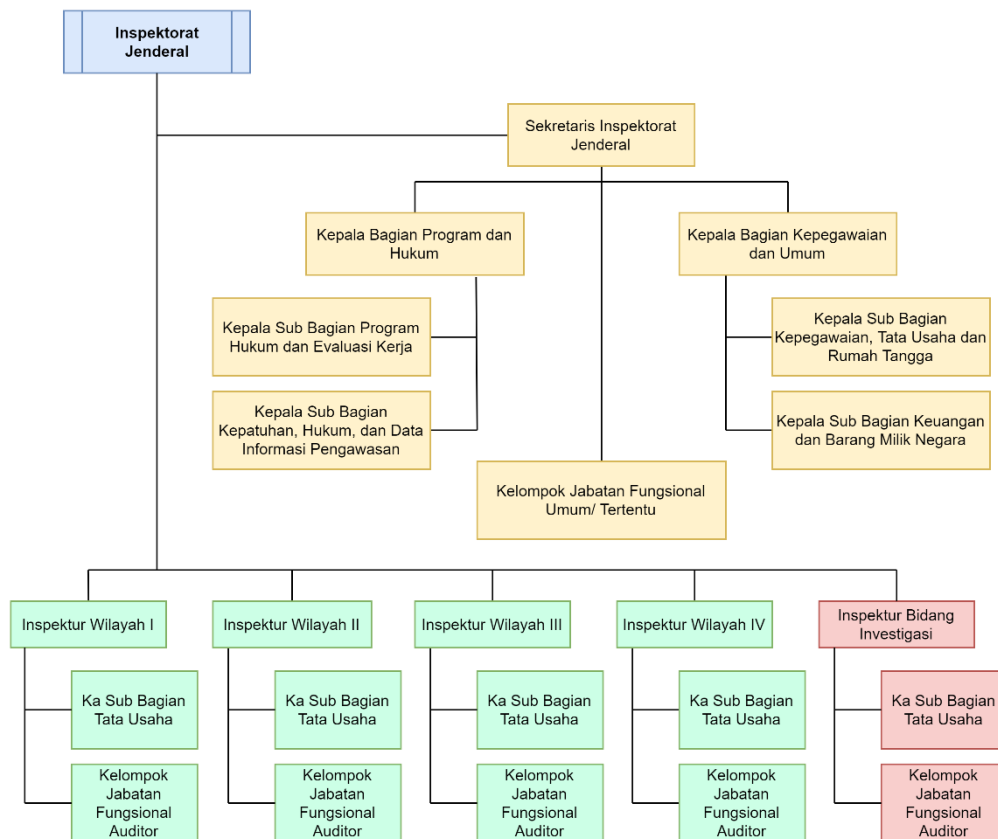 Inspektorat
Jenderal
Sekretaris Inspektorat
Jenderal
Kepala Bagian Program dan
Hukum
Kepala Bagian Kepegawaian
dan Umum
Kepala Sub Bagian Program
Hukum dan Evaluasi Kerja
Kepala Sub Bagian
Kepegawaian, Tata Usaha dan
Rumah Tangga
Kepala Sub Bagian
Kepatuhan, Hukum, dan Data
Informasi Pengawasan
Kepala Sub Bagian Keuangan
dan Barang Milik Negara
Kelompok Jabatan Fungsional
Umum/ Tertentu
Inspektur Wilayah I
Inspektur Wilayah II
Inspektur Wilayah III
Inspektur Wilayah IV
Inspektur Bidang
Investigasi
Ka Sub Bagian
Tata Usaha
Ka Sub Bagian
Tata Usaha
Ka Sub Bagian
Tata Usaha
Ka Sub Bagian
Tata Usaha
Ka Sub Bagian
Tata Usaha
Kelompok
Jabatan
Fungsional
Auditor
Kelompok
Jabatan
Fungsional
Auditor
Kelompok
Jabatan
Fungsional
Auditor
Kelompok
Jabatan
Fungsional
Auditor
Kelompok
Jabatan
Fungsional
Auditor